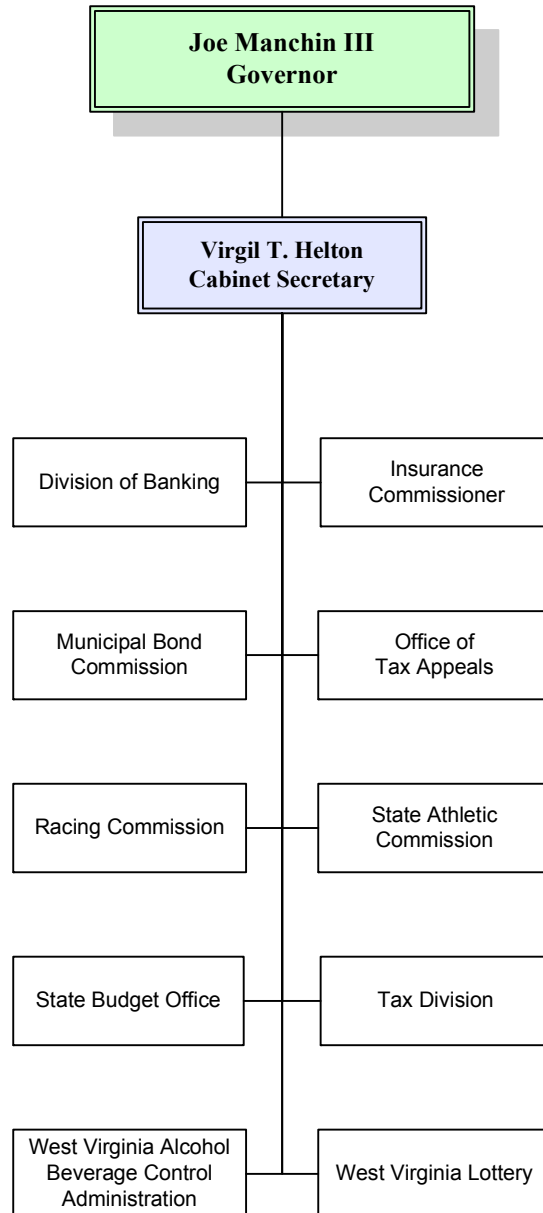 Joe Manchin III
Governor
Virgil T. Helton
Cabinet Secretary
Division of Banking
Insurance
Commissioner
Municipal Bond
Commission
Office of
Tax Appeals
Racing Commission
State Athletic
Commission
State Budget Office
Tax Division
West Virginia Alcohol
Beverage Control
Administration
West Virginia Lottery